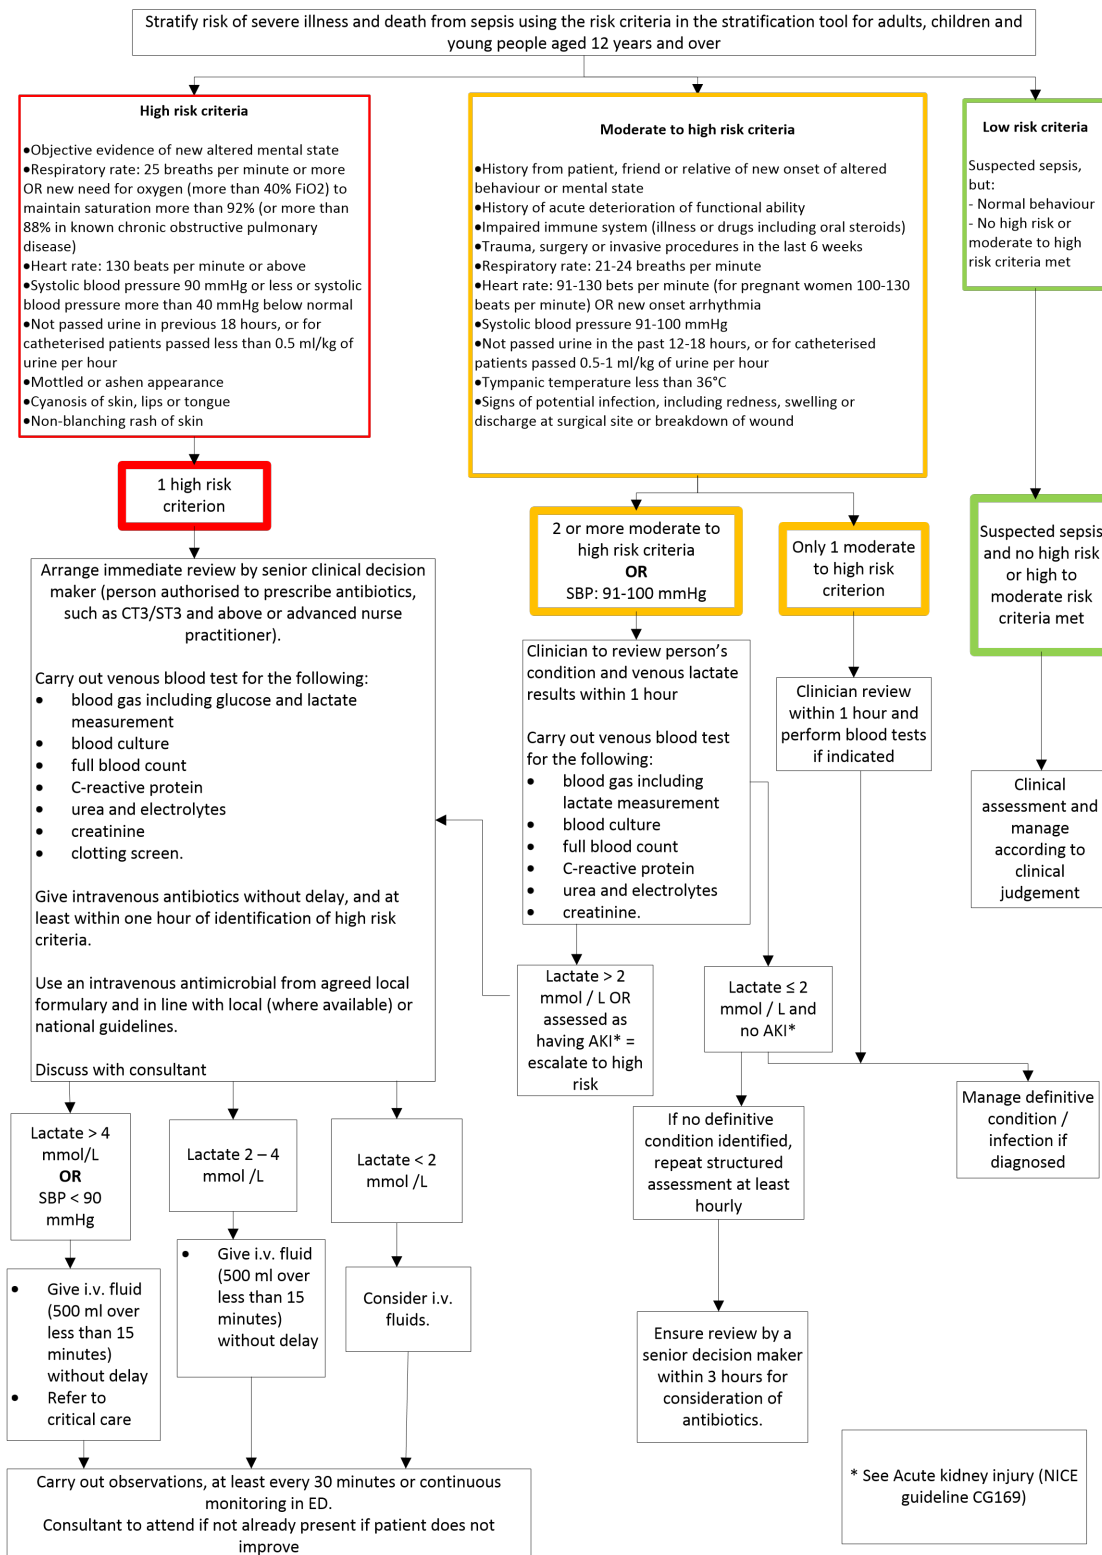 Stratify risk of severe illness and death from sepsis using the risk criteria in the stratification tool for adults, children and
young people aged 12 years and over
High risk criteria
●Objective evidence of new altered mental state
●Respiratory rate: 25 breaths per minute or more
OR new need for oxygen (more than 40% FiO2) to
maintain saturation more than 92% (or more than
88% in known chronic obstructive pulmonary
disease)
●Heart rate: 130 beats per minute or above
●Systolic blood pressure 90 mmHg or less or systolic
blood pressure more than 40 mmHg below normal
●Not passed urine in previous 18 hours, or for
catheterised patients passed less than 0.5 ml/kg of
urine per hour
●Mottled or ashen appearance
●Cyanosis of skin, lips or tongue
●Non-blanching rash of skin
Moderate to high risk criteria
●History from patient, friend or relative of new onset of altered
behaviour or mental state
●History of acute deterioration of functional ability
●Impaired immune system (illness or drugs including oral steroids)
●Trauma, surgery or invasive procedures in the last 6 weeks
●Respiratory rate: 21-24 breaths per minute
●Heart rate: 91-130 bets per minute (for pregnant women 100-130
beats per minute) OR new onset arrhythmia
●Systolic blood pressure 91-100 mmHg
●Not passed urine in the past 12-18 hours, or for catheterised
patients passed 0.5-1 ml/kg of urine per hour
●Tympanic temperature less than 36°C
●Signs of potential infection, including redness, swelling or
discharge at surgical site or breakdown of wound
Low risk criteria
Suspected sepsis,
but:
- Normal behaviour
- No high risk or
moderate to high
risk criteria met
1 high risk
criterion
2 or more moderate to
high risk criteria
OR
SBP: 91-100 mmHg
Only 1 moderate
to high risk
criterion
Suspected sepsis
and no high risk
or high to
moderate risk
criteria met
Arrange immediate review by senior clinical decision
maker (person authorised to prescribe antibiotics,
such as CT3/ST3 and above or advanced nurse
practitioner).
Carry out venous blood test for the following:
• blood gas including glucose and lactate
measurement
• blood culture
• full blood count
• C-reactive protein
• urea and electrolytes
• creatinine
• clotting screen.
Give intravenous antibiotics without delay, and at
least within one hour of identification of high risk
criteria.
Use an intravenous antimicrobial from agreed local
formulary and in line with local (where available) or
national guidelines.
Discuss with consultant
Clinician to review person's
condition and venous lactate
results within 1 hour
Carry out venous blood test
for the following:
• blood gas including
lactate measurement
• blood culture
• full blood count
• C-reactive protein
• urea and electrolytes
• creatinine.
Clinician review
within 1 hour and
perform blood tests
if indicated
Clinical
assessment and
manage
according to
clinical
judgement
Lactate > 2
mmol / L OR
assessed as
having AKI* =
escalate to high
risk
Lactate ≤ 2
mmol / L and
no AKI*
Manage definitive
condition /
infection if
diagnosed
If no definitive
condition identified,
repeat structured
assessment at least
hourly
Ensure review by a
senior decision maker
within 3 hours for
consideration of
antibiotics.
Lactate > 4
mmol/L
OR
SBP < 90
mmHg
Lactate 2 – 4
mmol /L
Lactate < 2
mmol /L
• Give i.v. fluid
(500 ml over
less than 15
minutes)
without delay
• Refer to
critical care
• Give i.v. fluid
(500 ml over
less than 15
minutes)
without delay
Consider i.v.
fluids.
Carry out observations, at least every 30 minutes or continuous
monitoring in ED.
Consultant to attend if not already present if patient does not
improve
* See Acute kidney injury (NICE
guideline CG169)